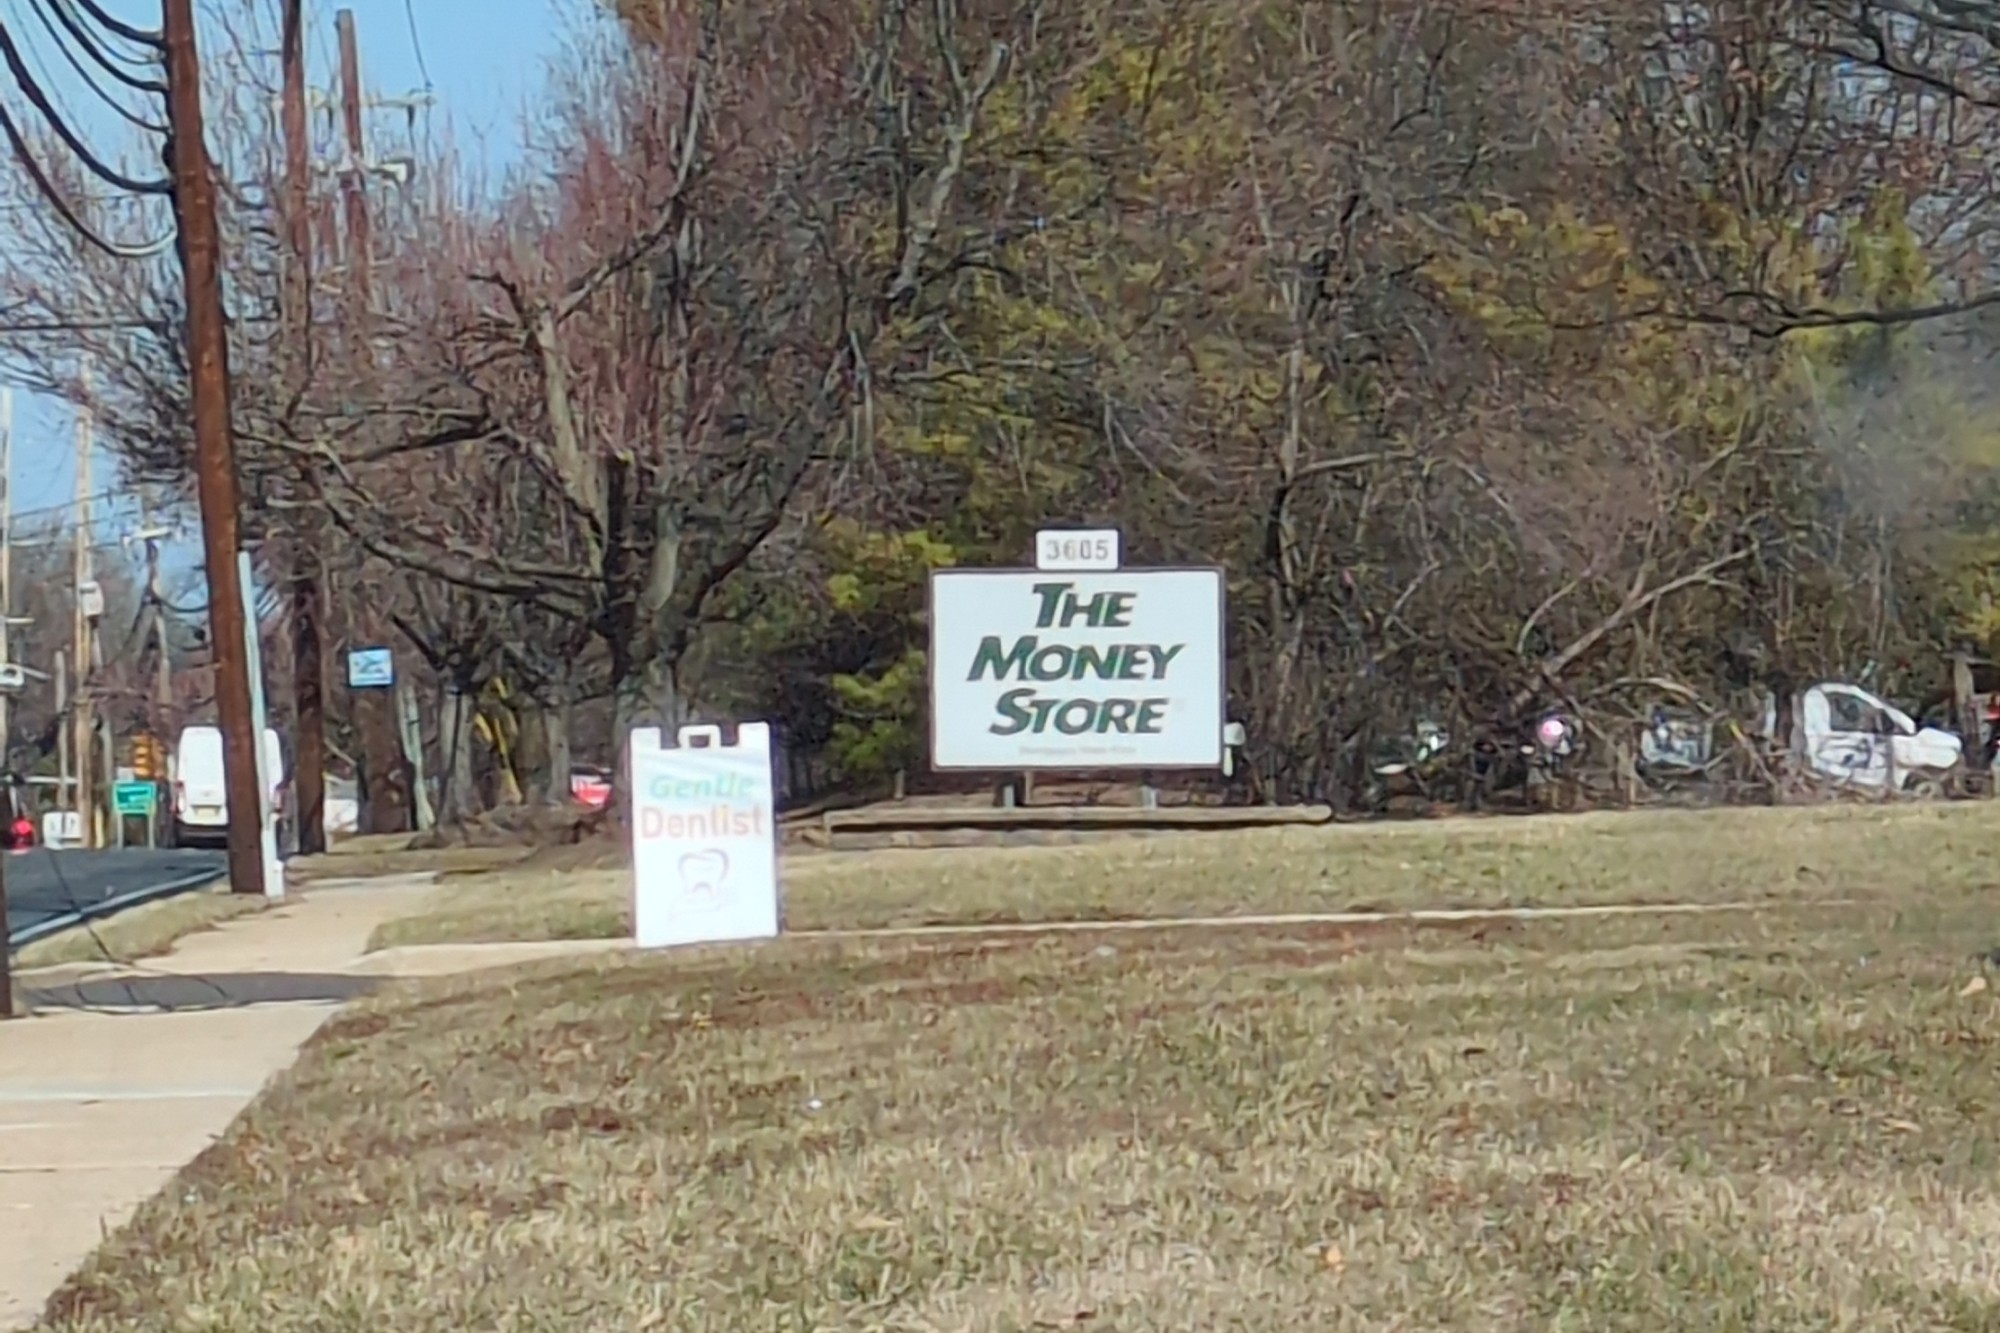 3605
THE
MONEY
STORE
Gentle
Dentist